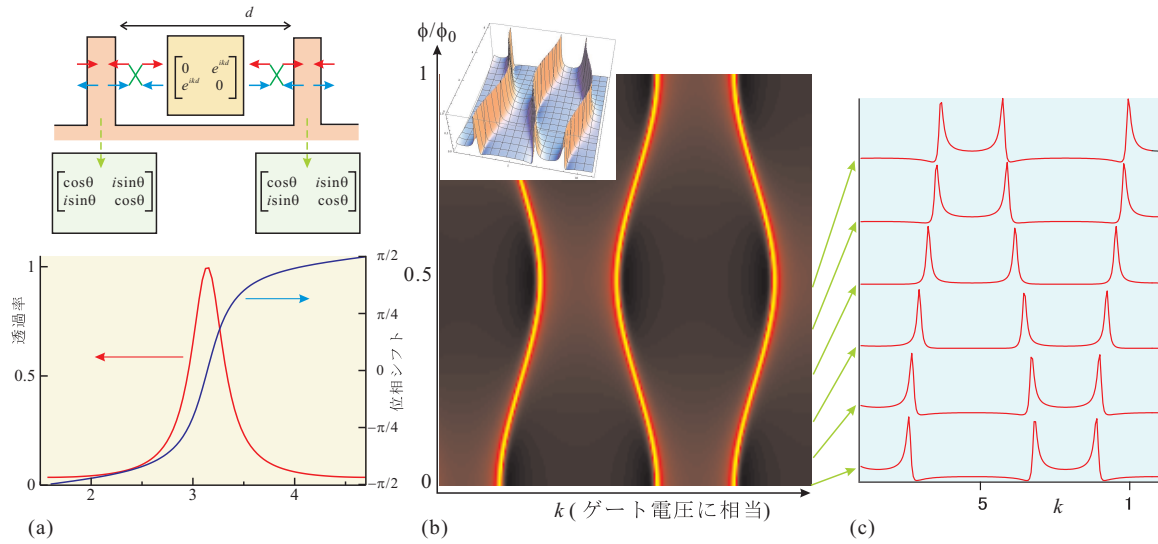 d
0 e^{ikd}
e^{ikd} 0
cosθ isinθ
isinθ cosθ
cosθ isinθ
isinθ cosθ
透過率
1
0.5
0
2
3
4
π/2
π/4
0
−π/4
−π/2
位相シフト
(a)
ϕ/ϕ0
1
0.5
0
k ( ゲート電圧に相当)
(b)
5
k
1
(c)